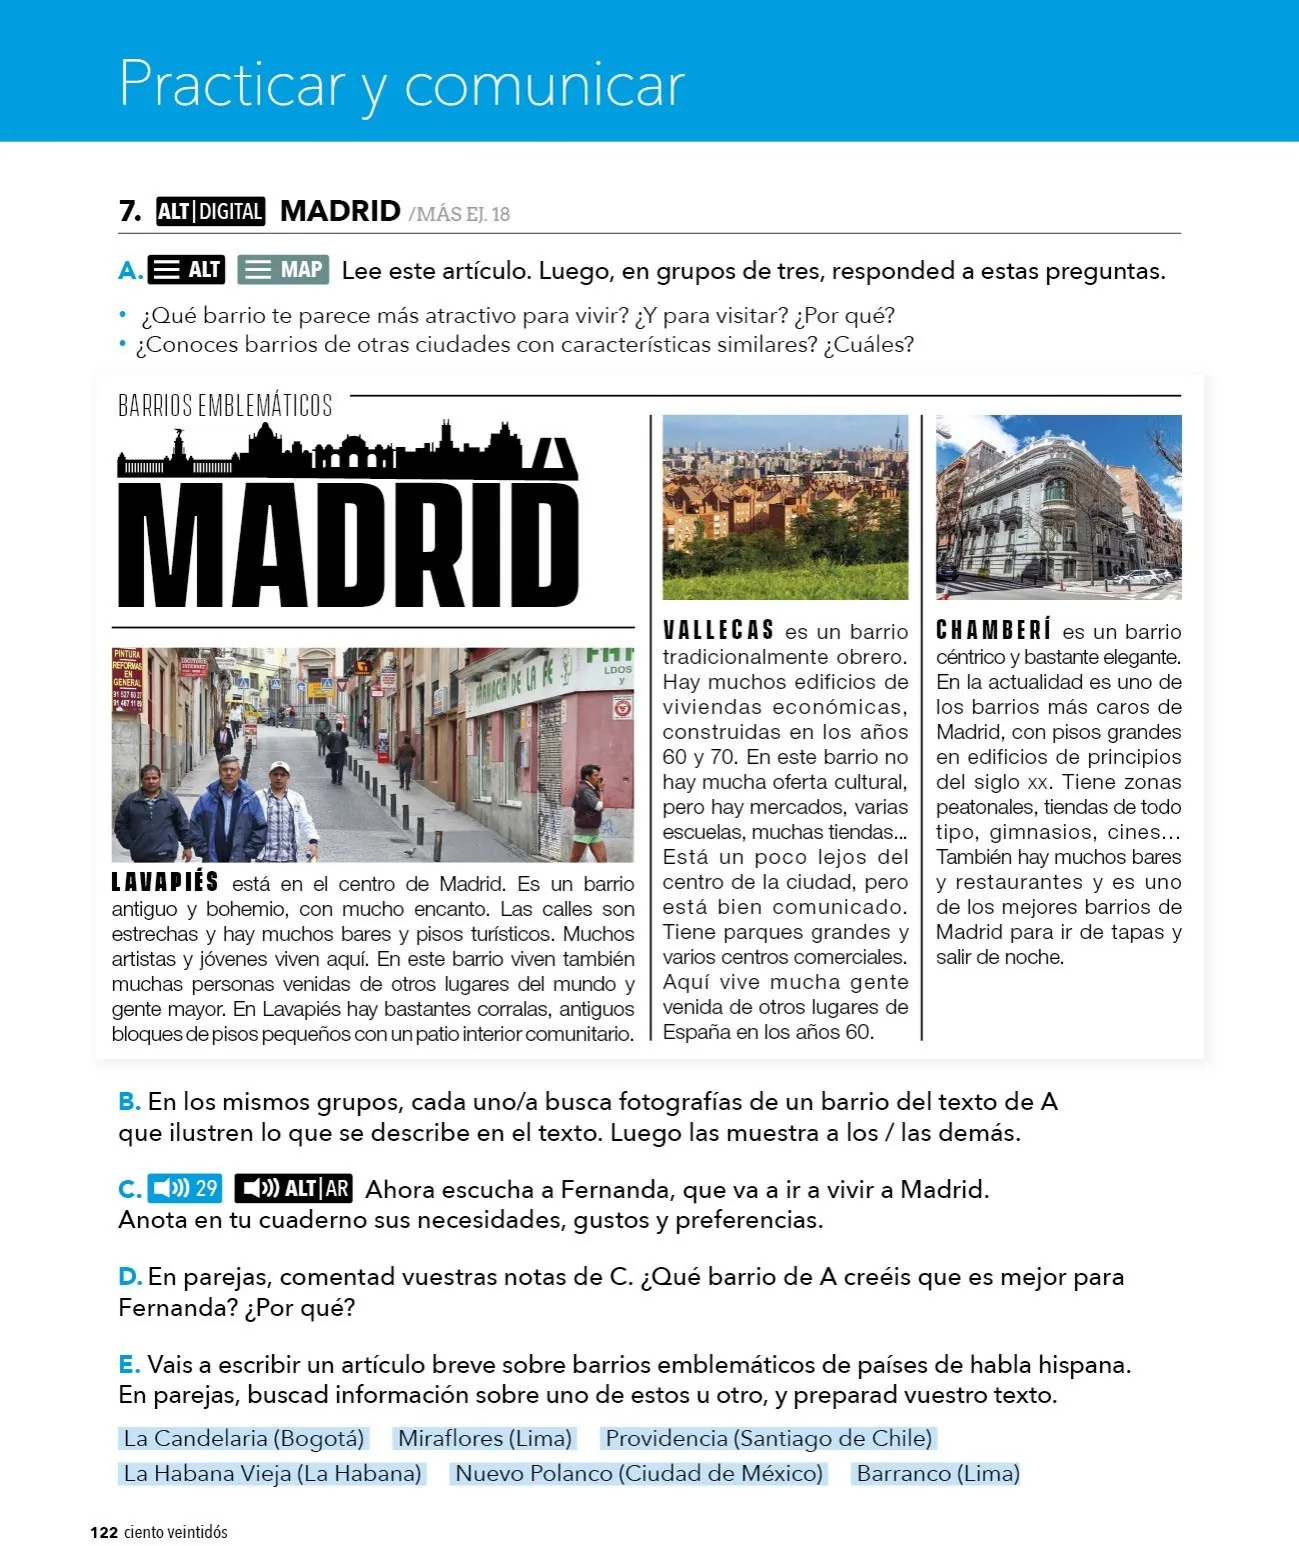 Practicar y comunicar
7. ALT|DIGITAL MADRID /MÁS EJ. 18
A. ALT MAP Lee este artículo. Luego, en grupos de tres, responded a estas preguntas.
• ¿Qué barrio te parece más atractivo para vivir? ¿Y para visitar? ¿Por qué?
• ¿Conoces barrios de otras ciudades con características similares? ¿Cuáles?
BARRIOS EMBLEMÁTICOS
MADRID
PINTURA
REFORMAS
EN
GENERAL
91 527 60 27
91 467 11 89
LOCUTORIO
INTERNET
FARMACIA DE LA FE
LDOS
y
LAVAPIÉS está en el centro de Madrid. Es un barrio
antiguo y bohemio, con mucho encanto. Las calles son
estrechas y hay muchos bares y pisos turísticos. Muchos
artistas y jóvenes viven aquí. En este barrio viven también
muchas personas venidas de otros lugares del mundo y
gente mayor. En Lavapiés hay bastantes corralas, antiguos
bloques de pisos pequeños con un patio interior comunitario.
VALLECAS es un barrio
tradicionalmente obrero.
Hay muchos edificios de
viviendas económicas,
construidas en los años
60 y 70. En este barrio no
hay mucha oferta cultural,
pero hay mercados, varias
escuelas, muchas tiendas...
Está un poco lejos del
centro de la ciudad, pero
está bien comunicado.
Tiene parques grandes y
varios centros comerciales.
Aquí vive mucha gente
venida de otros lugares de
España en los años 60.
CHAMBERÍ es un barrio
céntrico y bastante elegante.
En la actualidad es uno de
los barrios más caros de
Madrid, con pisos grandes
en edificios de principios
del siglo XX. Tiene zonas
peatonales, tiendas de todo
tipo, gimnasios, cines...
También hay muchos bares
y restaurantes y es uno
de los mejores barrios de
Madrid para ir de tapas y
salir de noche.
B. En los mismos grupos, cada uno/a busca fotografías de un barrio del texto de A
que ilustren lo que se describe en el texto. Luego las muestra a los / las demás.
C. 29 ALT|AR Ahora escucha a Fernanda, que va a ir a vivir a Madrid.
Anota en tu cuaderno sus necesidades, gustos y preferencias.
D. En parejas, comentad vuestras notas de C. ¿Qué barrio de A creéis que es mejor para
Fernanda? ¿Por qué?
E. Vais a escribir un artículo breve sobre barrios emblemáticos de países de habla hispana.
En parejas, buscad información sobre uno de estos u otro, y preparad vuestro texto.
La Candelaria (Bogotá) Miraflores (Lima) Providencia (Santiago de Chile)
La Habana Vieja (La Habana) Nuevo Polanco (Ciudad de México) Barranco (Lima)
122 ciento veintidós